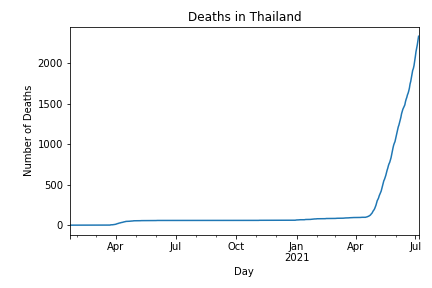 Deaths in Thailand
Number of Deaths
2000
1500
1000
500
0
Apr Jul Oct Jan Apr Jul
2021
Day